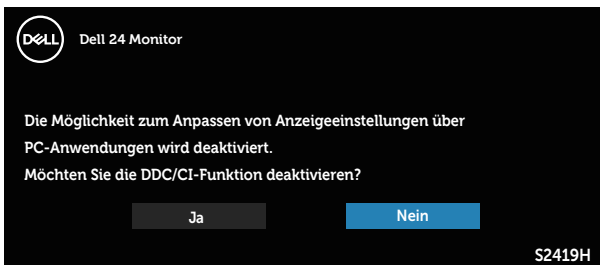 DELL Dell 24 Monitor
Die Möglichkeit zum Anpassen von Anzeigeeinstellungen über
PC-Anwendungen wird deaktiviert.
Möchten Sie die DDC/CI-Funktion deaktivieren?
Ja Nein
S2419H